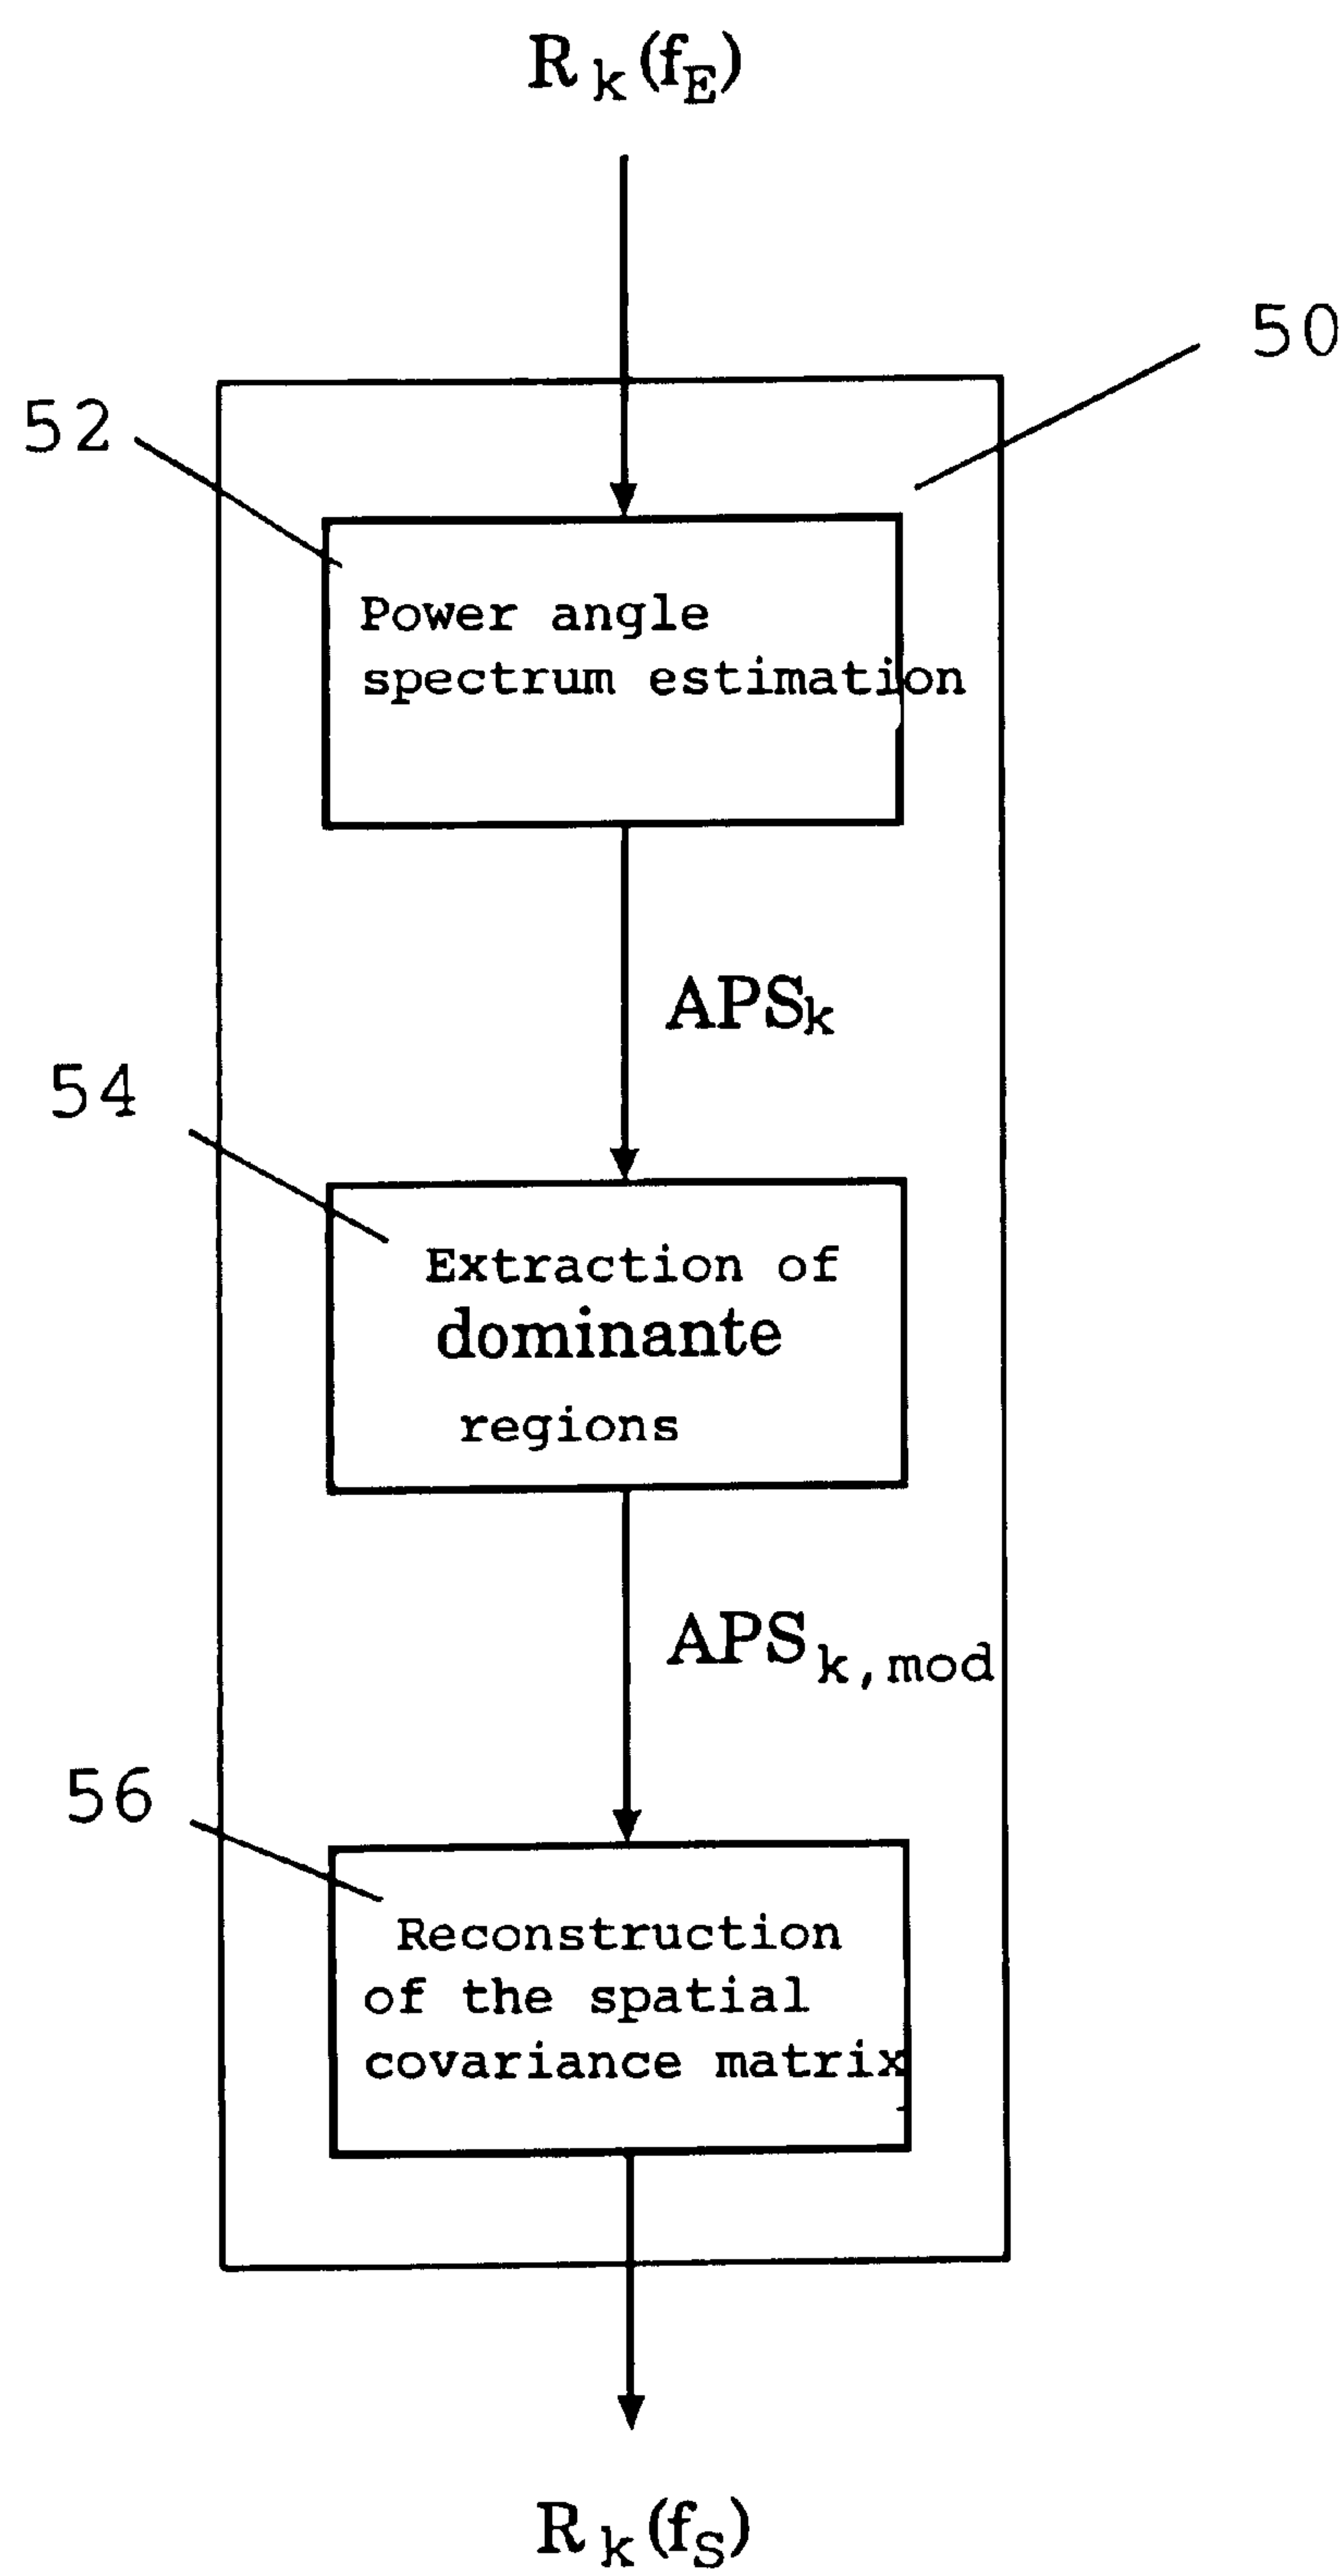 R k (fE)
50
52
Power angle
spectrum estimation
APSk
54
Extraction of
dominante
regions
APS k,mod
56
Reconstruction
of the spatial
covariance matrix
R k (fS)